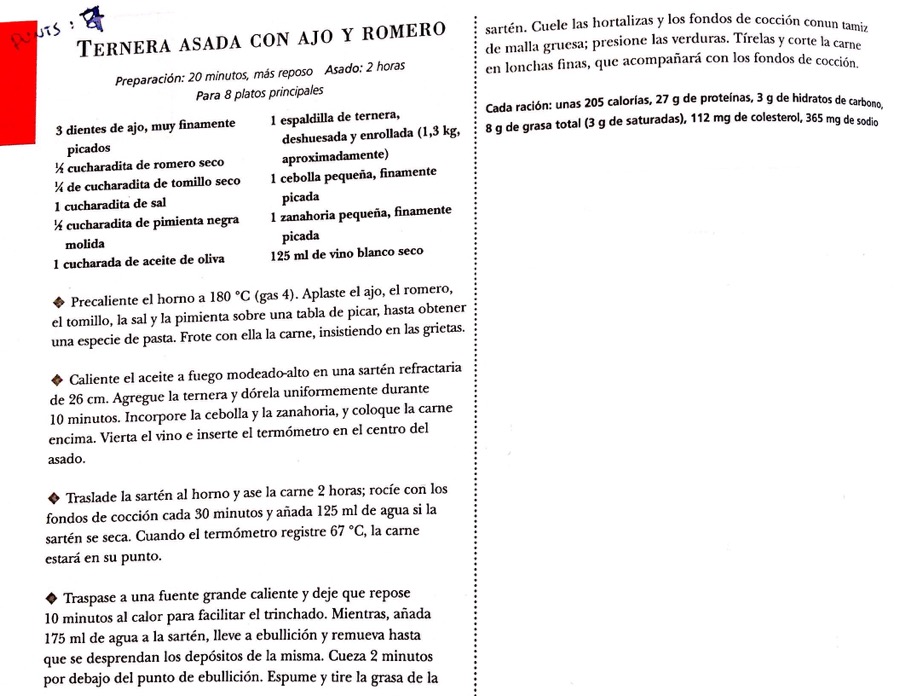 PUNTS:
TERNERA ASADA CON AJO Y ROMERO
Preparación: 20 minutos, más reposo Asado: 2 horas
Para 8 platos principales
3 dientes de ajo, muy finamente
picados
½ cucharadita de romero seco
¼ de cucharadita de tomillo seco
1 cucharadita de sal
½ cucharadita de pimienta negra
molida
1 cucharada de aceite de oliva
1 espaldilla de ternera,
deshuesada y enrollada (1,3 kg,
aproximadamente)
1 cebolla pequeña, finamente
picada
1 zanahoria pequeña, finamente
picada
125 ml de vino blanco seco
Precaliente el horno a 180 °C (gas 4). Aplaste el ajo, el romero,
el tomillo, la sal y la pimienta sobre una tabla de picar, hasta obtener
una especie de pasta. Frote con ella la carne, insistiendo en las grietas.
Caliente el aceite a fuego modeado-alto en una sartén refractaria
de 26 cm. Agregue la ternera y dórela uniformemente durante
10 minutos. Incorpore la cebolla y la zanahoria, y coloque la carne
encima. Vierta el vino e inserte el termómetro en el centro del
asado.
Traslade la sartén al horno y ase la carne 2 horas; rocíe con los
fondos de cocción cada 30 minutos y añada 125 ml de agua si la
sartén se seca. Cuando el termómetro registre 67 °C, la carne
estará en su punto.
Traspase a una fuente grande caliente y deje que repose
10 minutos al calor para facilitar el trinchado. Mientras, añada
175 ml de agua a la sartén, lleve a ebullición y remueva hasta
que se desprendan los depósitos de la misma. Cueza 2 minutos
por debajo del punto de ebullición. Espume y tire la grasa de la
sartén. Cuele las hortalizas y los fondos de cocción conun tamiz
de malla gruesa; presione las verduras. Tírelas y corte la carne
en lonchas finas, que acompañará con los fondos de cocción.
Cada ración: unas 205 calorías, 27 g de proteínas, 3 g de hidratos de carbono,
8 g de grasa total (3 g de saturadas), 112 mg de colesterol, 365 mg de sodio